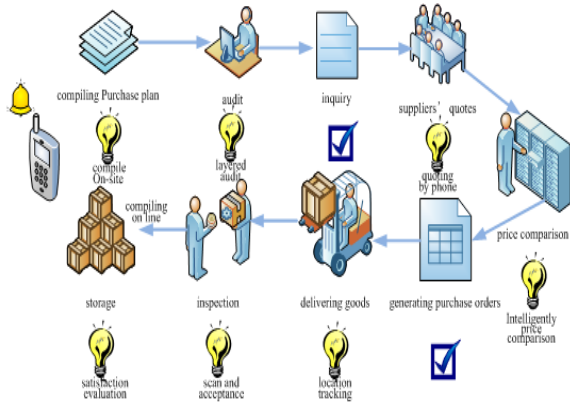 compiling Purchase plan
audit
inquiry
suppliers' quotes
compile
On-site
layered
audit
quoting
by phone
compiling
on line
price comparison
storage
inspection
delivering goods
generating purchase orders
Intelligently
price
comparison
satisfaction
evaluation
scan and
acceptance
location
tracking